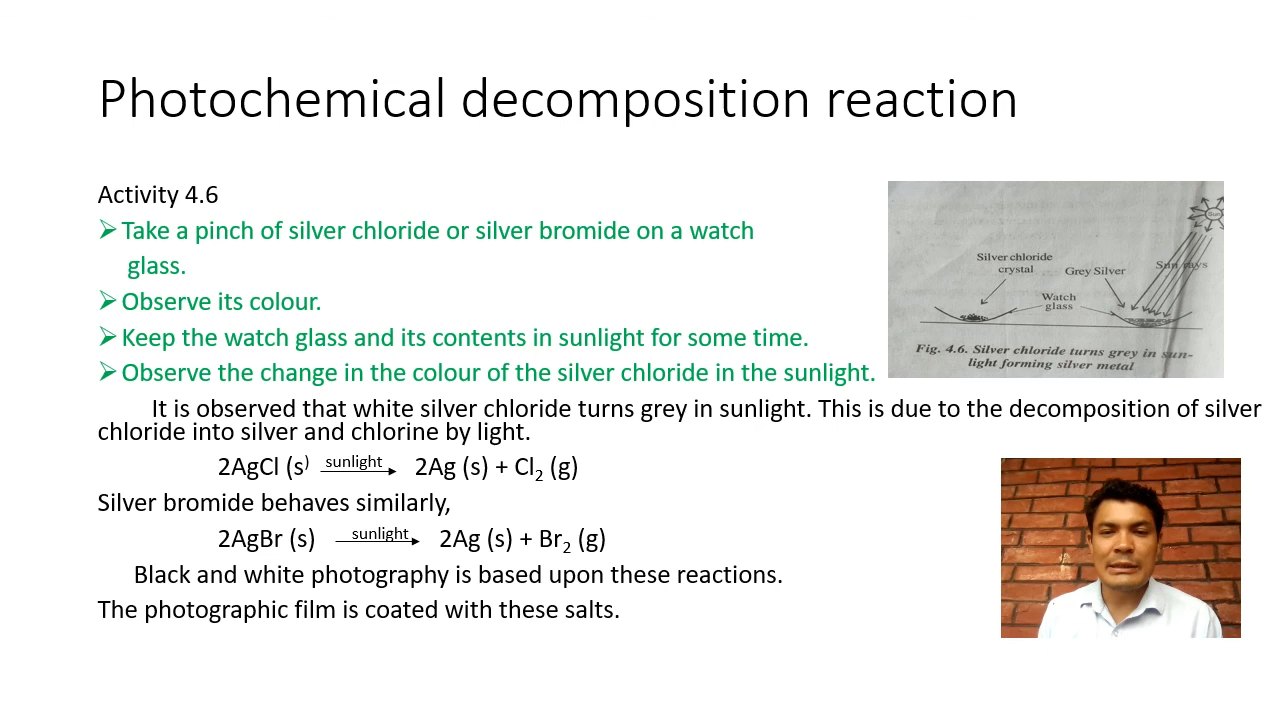 Photochemical decomposition reaction
Activity 4.6
➢Take a pinch of silver chloride or silver bromide on a watch
glass.
➢Observe its colour.
➢Keep the watch glass and its contents in sunlight for some time.
➢Observe the change in the colour of the silver chloride in the sunlight.
It is observed that white silver chloride turns grey in sunlight. This is due to the decomposition of silver
chloride into silver and chlorine by light.
2AgCl (s⁾ sunlight 2Ag (s) + Cl₂ (g)
Silver bromide behaves similarly,
2AgBr (s) sunlight 2Ag (s) + Br₂ (g)
Black and white photography is based upon these reactions.
The photographic film is coated with these salts.
Sun
Silver chloride
crystal
Grey Silver
Sun rays
Watch
glass
Fig. 4.6. Silver chloride turns grey in sun-
light forming silver metal